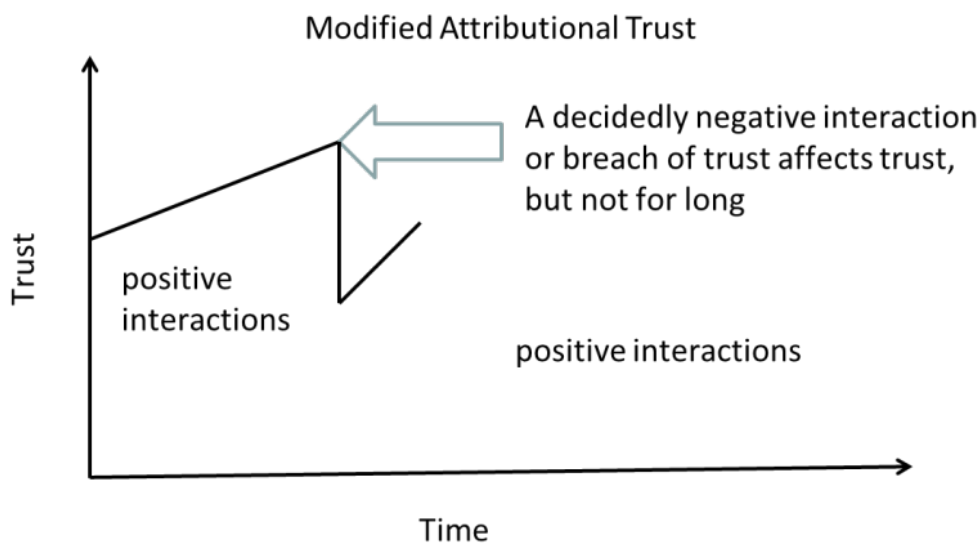 Modified Attributional Trust
A decidedly negative interaction
or breach of trust affects trust,
but not for long
Trust
positive
interactions
positive interactions
Time